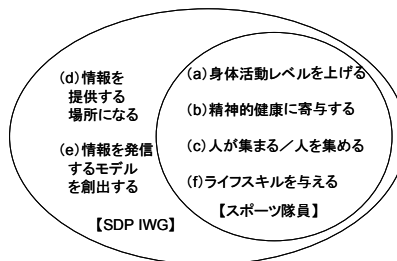 (d)情報を
提供する
場所になる
(e)情報を発信
するモデル
を創出する
【SDP IWG】
(a)身体活動レベルを上げる
(b)精神的健康に寄与する
(c)人が集まる／人を集める
(f)ライフスキルを与える
【スポーツ隊員】